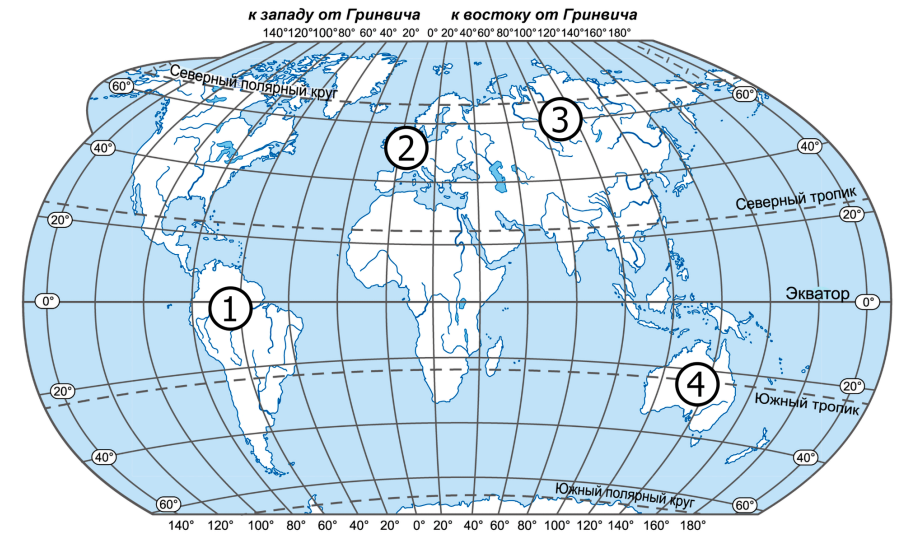 к западу от Гринвича к востоку от Гринвича
140°120°100°80° 60° 40° 20° 0° 20° 40°60° 80°100°120°140°160°180°
Северный полярный круг
60° 60°
2 3
40° 40°
Северный тропик
20° 20°
Экватор
0° 1 0°
4
20° 20°
Южный тропик
40° 40°
Южный полярный круг
60° 60°
140° 120° 100° 80° 60° 40° 20° 0° 20° 40° 60° 80° 100° 120° 140° 160° 180°